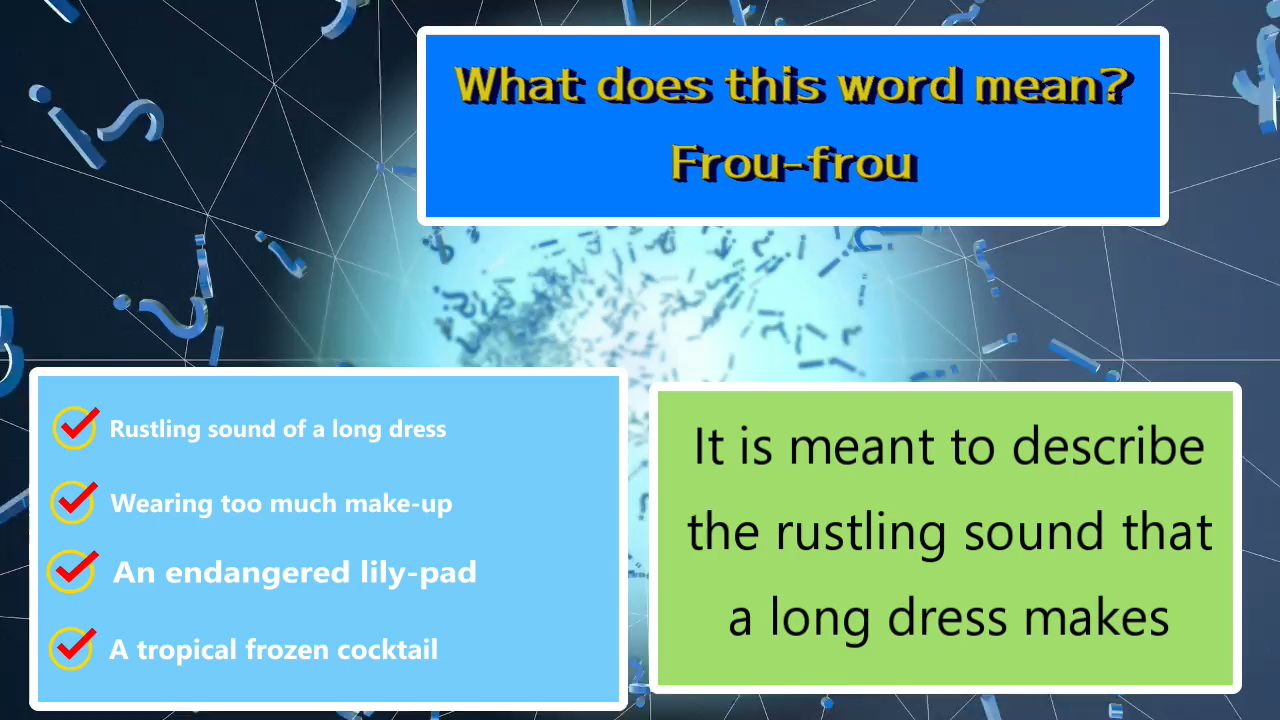 What does this word mean?
Frou-frou
Rustling sound of a long dress
Wearing too much make-up
An endangered lily-pad
A tropical frozen cocktail
It is meant to describe
the rustling sound that
a long dress makes